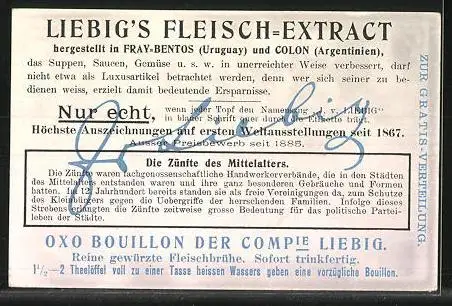 LIEBIG'S FLEISCH=EXTRACT
hergestellt in FRAY=BENTOS (Uruguay) und COLON (Argentinien),
das Suppen, Saucen, Gemüse u. s. w. in unerreichter Weise verbessert, darf
nicht etwa als Luxusartikel betrachtet werden, denn wer sich seiner zu be-
dienen weiss, erzielt damit bedeutende Ersparnisse.
Nur echt, wenn jeder Topf den Namenszug „J. v. LIEBIG"
in blauer Schrift quer durch die Etikette trägt.
Höchste Auszeichnungen auf ersten Weltausstellungen seit 1867.
Ausser Preisbewerb seit 1885.
J v Liebig
Die Zünfte des Mittelalters.
Die Zünfte waren fachgenossenschaftliche Handwerkerverbände, die in den Städten
des Mittelalters entstanden waren und ihre ganz besonderen Gebräuche und Formen
hatten. Im 12. Jahrhundert bereits standen sie als freie Vereinigungen da, zum Schutze
des Kleinbürgers gegen die Uebergriffe der herrschenden Familien. Infolge dieses
Strebens erlangten die Zünfte zeitweise grosse Bedeutung für das politische Partei-
leben der Städte.
OXO BOUILLON DER COMPIE LIEBIG.
Reine gewürzte Fleischbrühe. Sofort trinkfertig.
1½—2 Theelöffel voll zu einer Tasse heissen Wassers geben eine vorzügliche Bouillon.
ZUR GRATIS-VERTEILUNG.